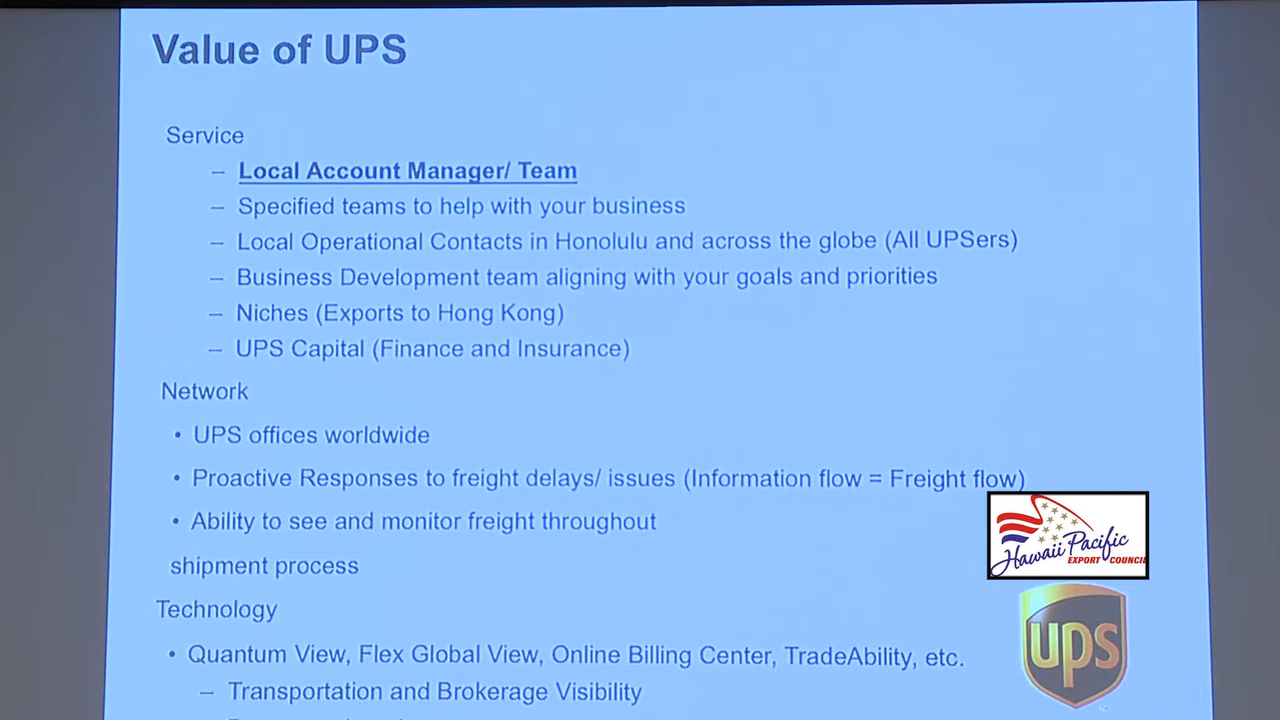 Value of UPS
Service
– Local Account Manager/ Team
– Specified teams to help with your business
– Local Operational Contacts in Honolulu and across the globe (All UPSers)
– Business Development team aligning with your goals and priorities
– Niches (Exports to Hong Kong)
– UPS Capital (Finance and Insurance)
Network
• UPS offices worldwide
• Proactive Responses to freight delays/ issues (Information flow = Freight flow)
• Ability to see and monitor freight throughout
shipment process
Hawaii Pacific
EXPORT COUNCIL
Technology
ups
• Quantum View, Flex Global View, Online Billing Center, TradeAbility, etc.
– Transportation and Brokerage Visibility